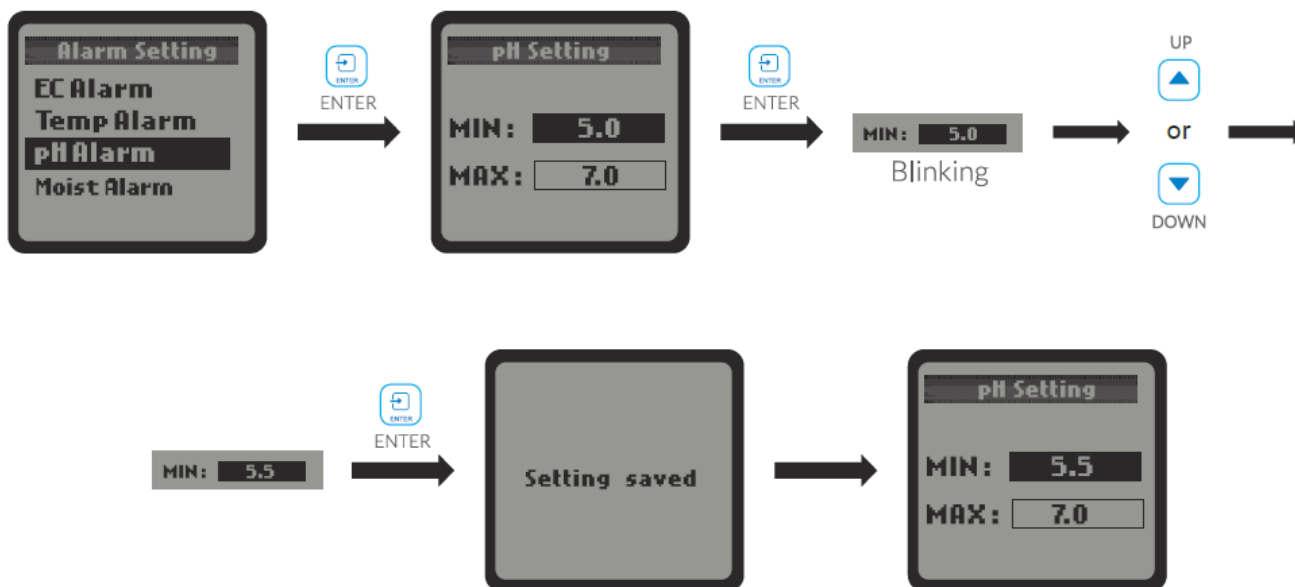 Alarm Setting
EC Alarm
Temp Alarm
pH Alarm
Moist Alarm
ENTER
ENTER
pH Setting
MIN: 5.0
MAX: 7.0
ENTER
ENTER
MIN: 5.0
Blinking
UP
or
DOWN
MIN: 5.5
ENTER
ENTER
Setting saved
pH Setting
MIN: 5.5
MAX: 7.0